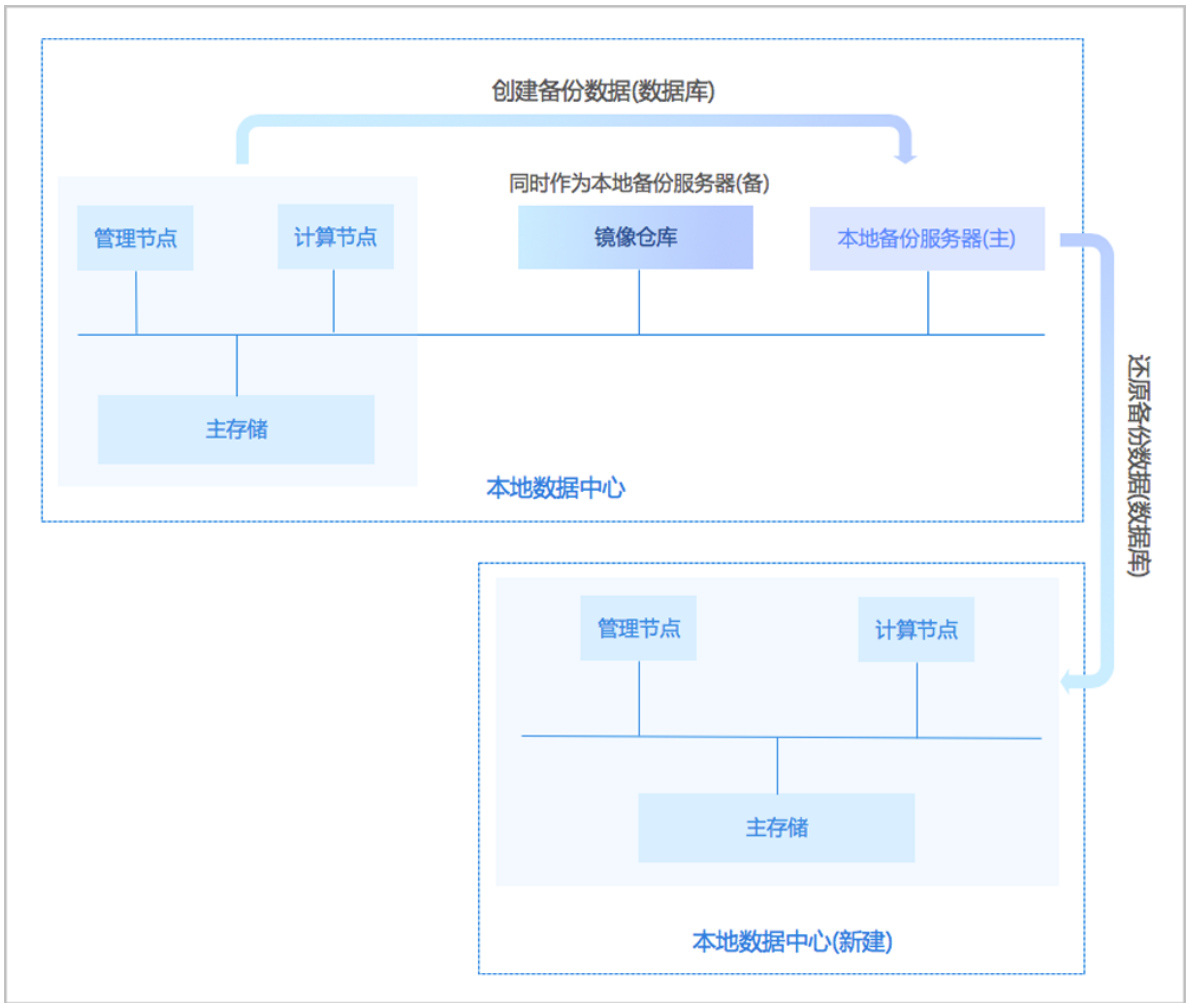 创建备份数据(数据库)
同时作为本地备份服务器(备)
管理节点
计算节点
镜像仓库
本地备份服务器(主)
主存储
本地数据中心
还原备份数据(数据库)
管理节点
计算节点
主存储
本地数据中心(新建)